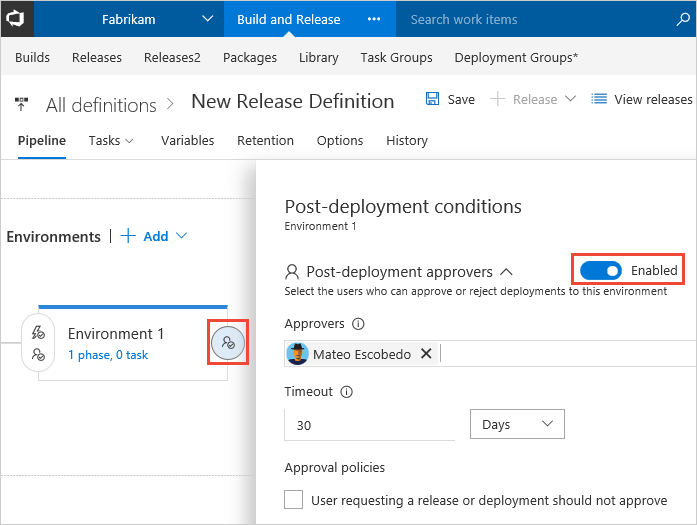 Fabrikam Build and Release ... Search work items
Builds Releases Releases2 Packages Library Task Groups Deployment Groups*
All definitions > New Release Definition Save + Release View releases
Pipeline Tasks Variables Retention Options History
Post-deployment conditions
Environment 1
Environments | + Add
Post-deployment approvers Enabled
Select the users who can approve or reject deployments to this environment
Environment 1
1 phase, 0 task
Approvers
Mateo Escobedo
Timeout
30 Days
Approval policies
User requesting a release or deployment should not approve